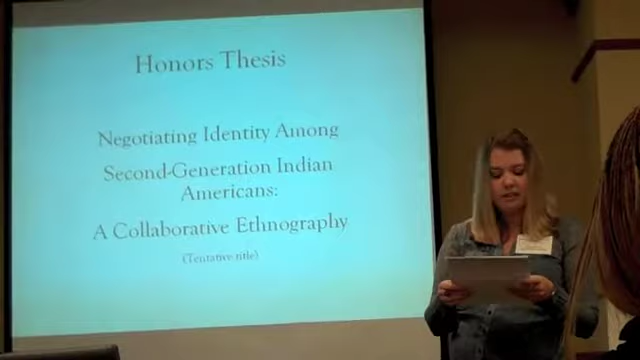 Honors Thesis
Negotiating Identity Among
Second-Generation Indian
Americans:
A Collaborative Ethnography
(Tentative title)